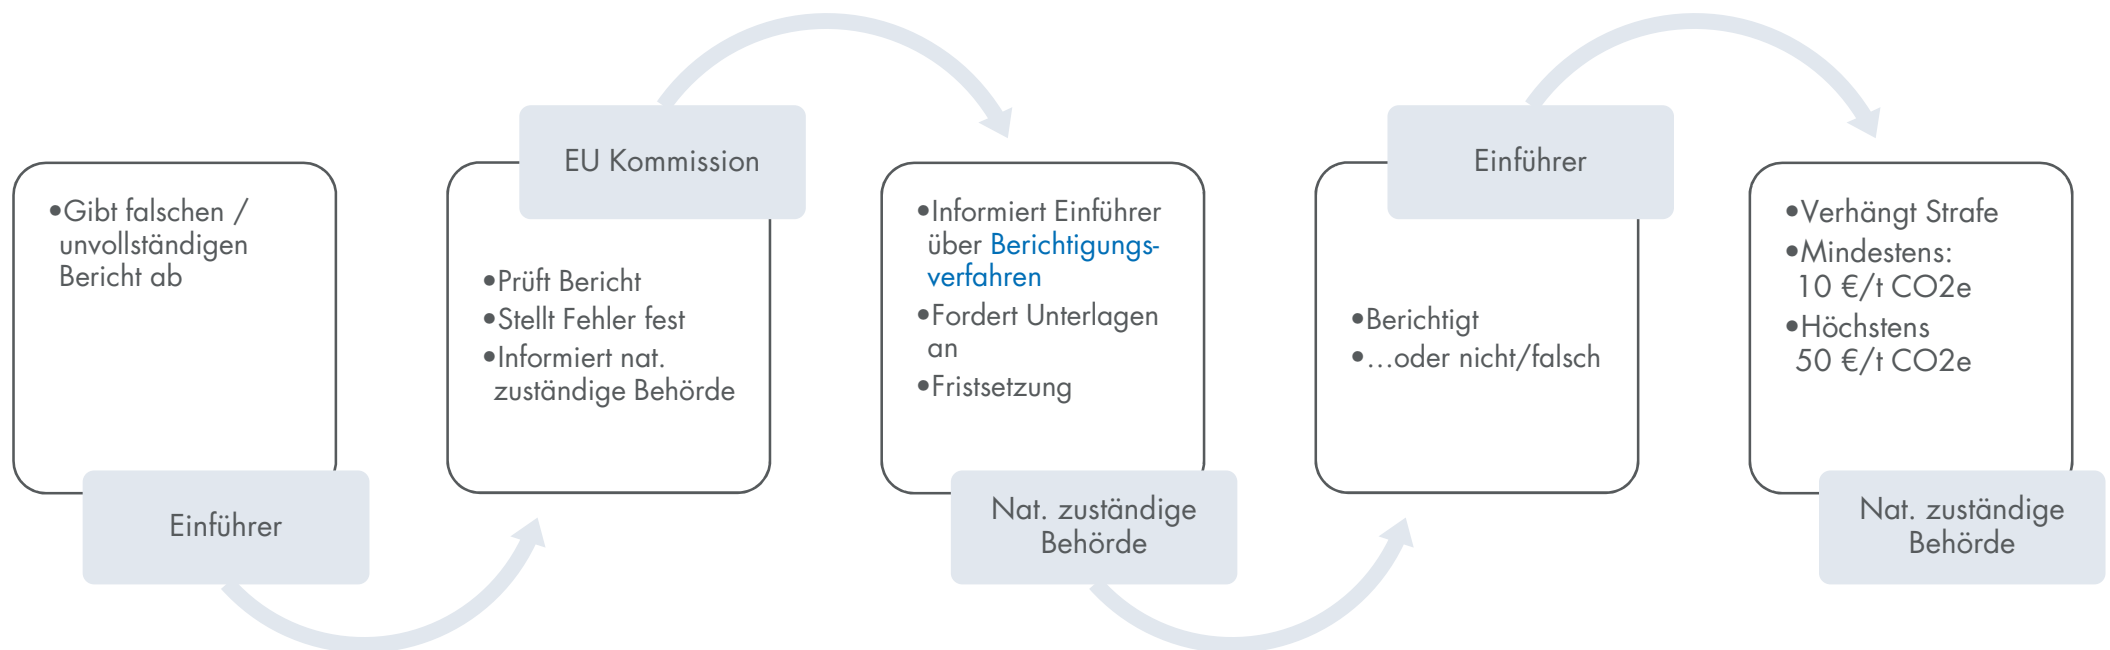 •Gibt falschen /
unvollständigen
Bericht ab
Einführer
EU Kommission
•Prüft Bericht
•Stellt Fehler fest
•Informiert nat.
zuständige Behörde
•Informiert Einführer
über Berichtigungs-
verfahren
•Fordert Unterlagen
an
•Fristsetzung
Nat. zuständige
Behörde
Einführer
•Berichtigt
•...oder nicht/falsch
•Verhängt Strafe
•Mindestens:
10 €/t CO2e
•Höchstens
50 €/t CO2e
Nat. zuständige
Behörde